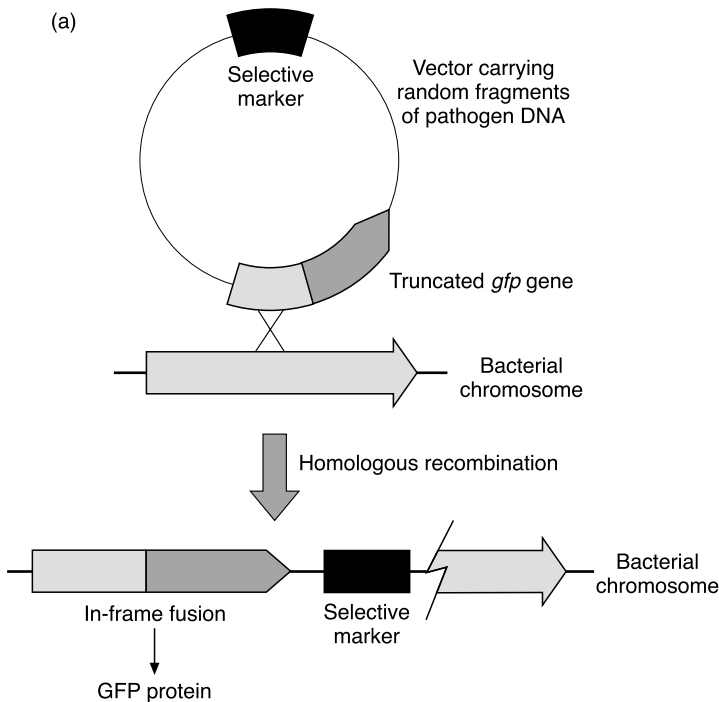 (a)
Selective
marker
Vector carrying
random fragments
of pathogen DNA
Truncated gfp gene
Bacterial
chromosome
Homologous recombination
In-frame fusion
Selective
marker
Bacterial
chromosome
GFP protein